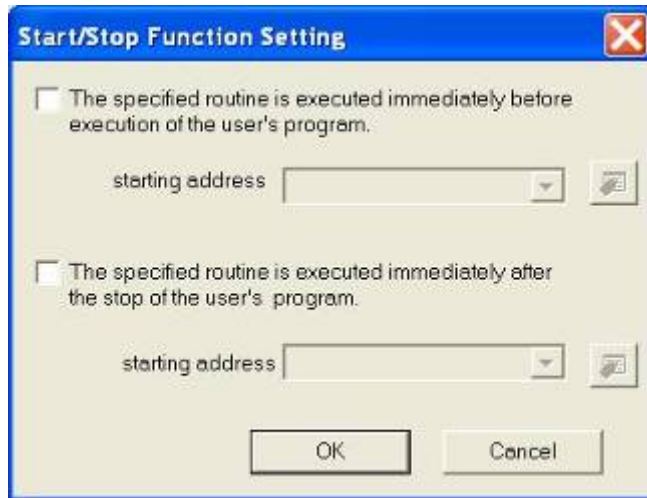 Start/Stop Function Setting
The specified routine is executed immediately before
execution of the user's program.
starting address
The specified routine is executed immediately after
the stop of the user's program.
starting address
OK
Cancel